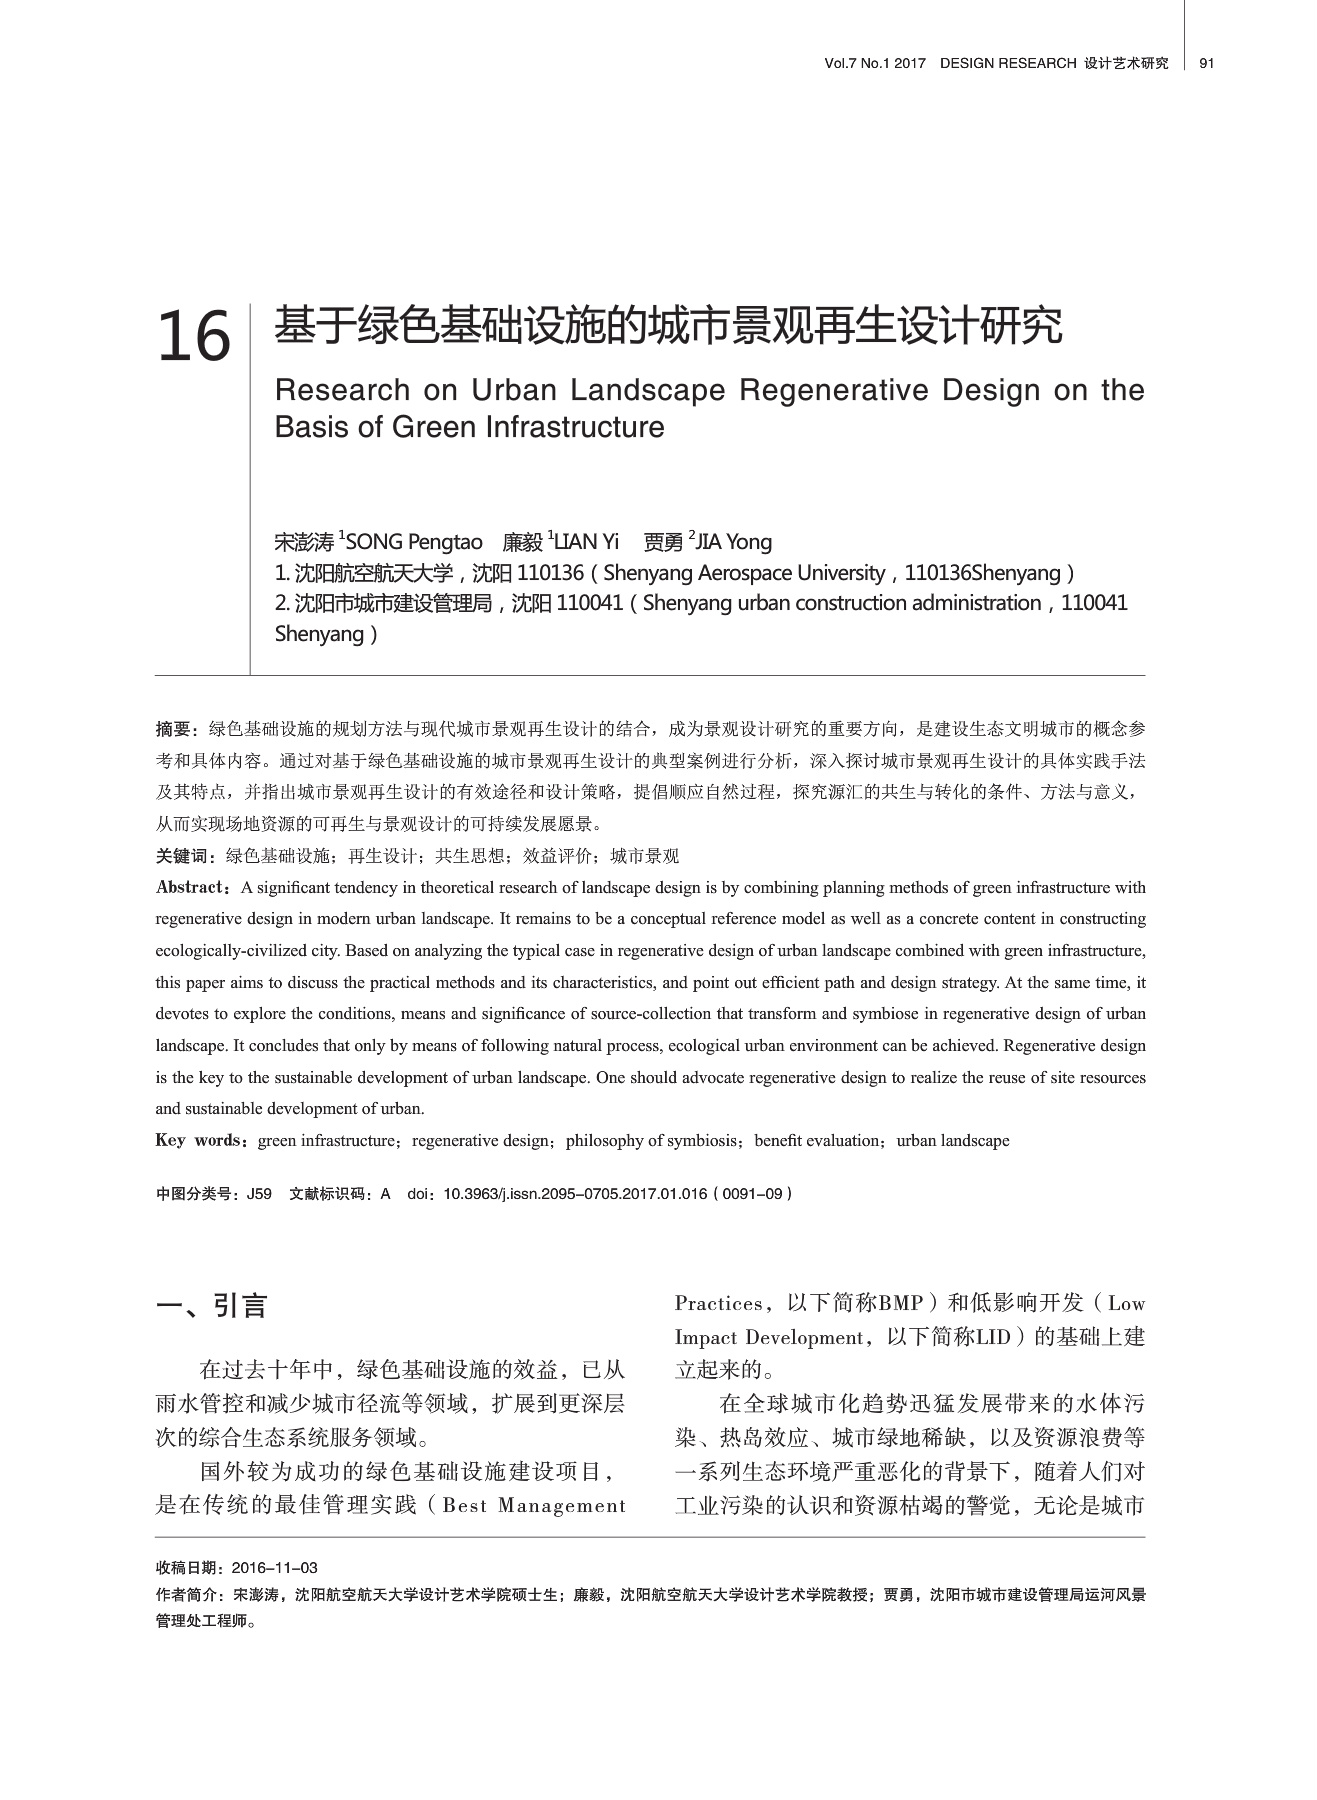 Vol.7 No.1 2017 DESIGN RESEARCH 设计艺术研究 91
16
基于绿色基础设施的城市景观再生设计研究
Research on Urban Landscape Regenerative Design on the
Basis of Green Infrastructure
宋澎涛 ¹SONG Pengtao 廉毅 ¹LIAN Yi 贾勇 ²JIA Yong
1. 沈阳航空航天大学，沈阳 110136（Shenyang Aerospace University，110136Shenyang）
2. 沈阳市城市建设管理局，沈阳 110041（Shenyang urban construction administration，110041
Shenyang）
摘要：绿色基础设施的规划方法与现代城市景观再生设计的结合，成为景观设计研究的重要方向，是建设生态文明城市的概念参
考和具体内容。通过对基于绿色基础设施的城市景观再生设计的典型案例进行分析，深入探讨城市景观再生设计的具体实践手法
及其特点，并指出城市景观再生设计的有效途径和设计策略，提倡顺应自然过程，探究源汇的共生与转化的条件、方法与意义，
从而实现场地资源的可再生与景观设计的可持续发展愿景。
关键词：绿色基础设施；再生设计；共生思想；效益评价；城市景观
Abstract：A significant tendency in theoretical research of landscape design is by combining planning methods of green infrastructure with
regenerative design in modern urban landscape. It remains to be a conceptual reference model as well as a concrete content in constructing
ecologically-civilized city. Based on analyzing the typical case in regenerative design of urban landscape combined with green infrastructure,
this paper aims to discuss the practical methods and its characteristics, and point out efficient path and design strategy. At the same time, it
devotes to explore the conditions, means and significance of source-collection that transform and symbiose in regenerative design of urban
landscape. It concludes that only by means of following natural process, ecological urban environment can be achieved. Regenerative design
is the key to the sustainable development of urban landscape. One should advocate regenerative design to realize the reuse of site resources
and sustainable development of urban.
Key words：green infrastructure；regenerative design；philosophy of symbiosis；benefit evaluation；urban landscape
中图分类号：J59 文献标识码：A doi：10.3963/j.issn.2095-0705.2017.01.016（0091-09）
一、引言
在过去十年中，绿色基础设施的效益，已从
雨水管控和减少城市径流等领域，扩展到更深层
次的综合生态系统服务领域。
国外较为成功的绿色基础设施建设项目，
是在传统的最佳管理实践（Best Management
Practices，以下简称BMP）和低影响开发（Low
Impact Development，以下简称LID）的基础上建
立起来的。
在全球城市化趋势迅猛发展带来的水体污
染、热岛效应、城市绿地稀缺，以及资源浪费等
一系列生态环境严重恶化的背景下，随着人们对
工业污染的认识和资源枯竭的警觉，无论是城市
收稿日期：2016-11-03
作者简介：宋澎涛，沈阳航空航天大学设计艺术学院硕士生；廉毅，沈阳航空航天大学设计艺术学院教授；贾勇，沈阳市城市建设管理局运河风景
管理处工程师。